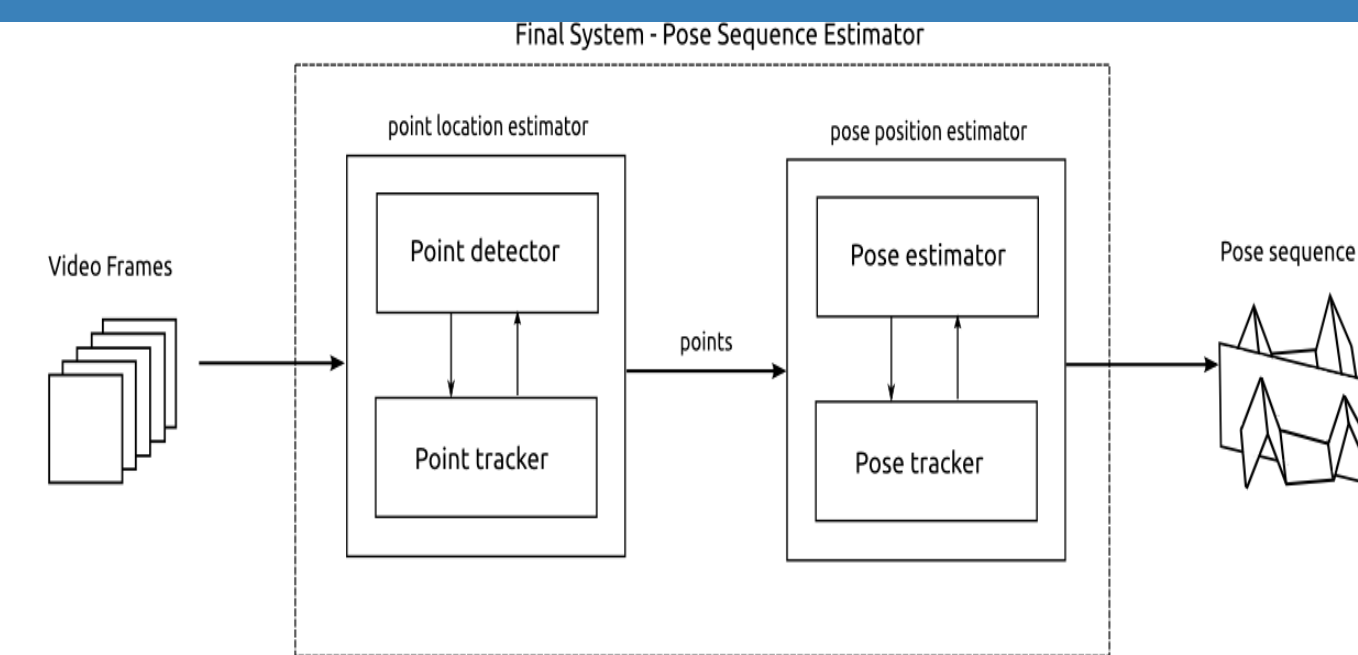 Final System - Pose Sequence Estimator
point location estimator
pose position estimator
Point detector
Pose estimator
Video Frames
Pose sequence
points
Point tracker
Pose tracker